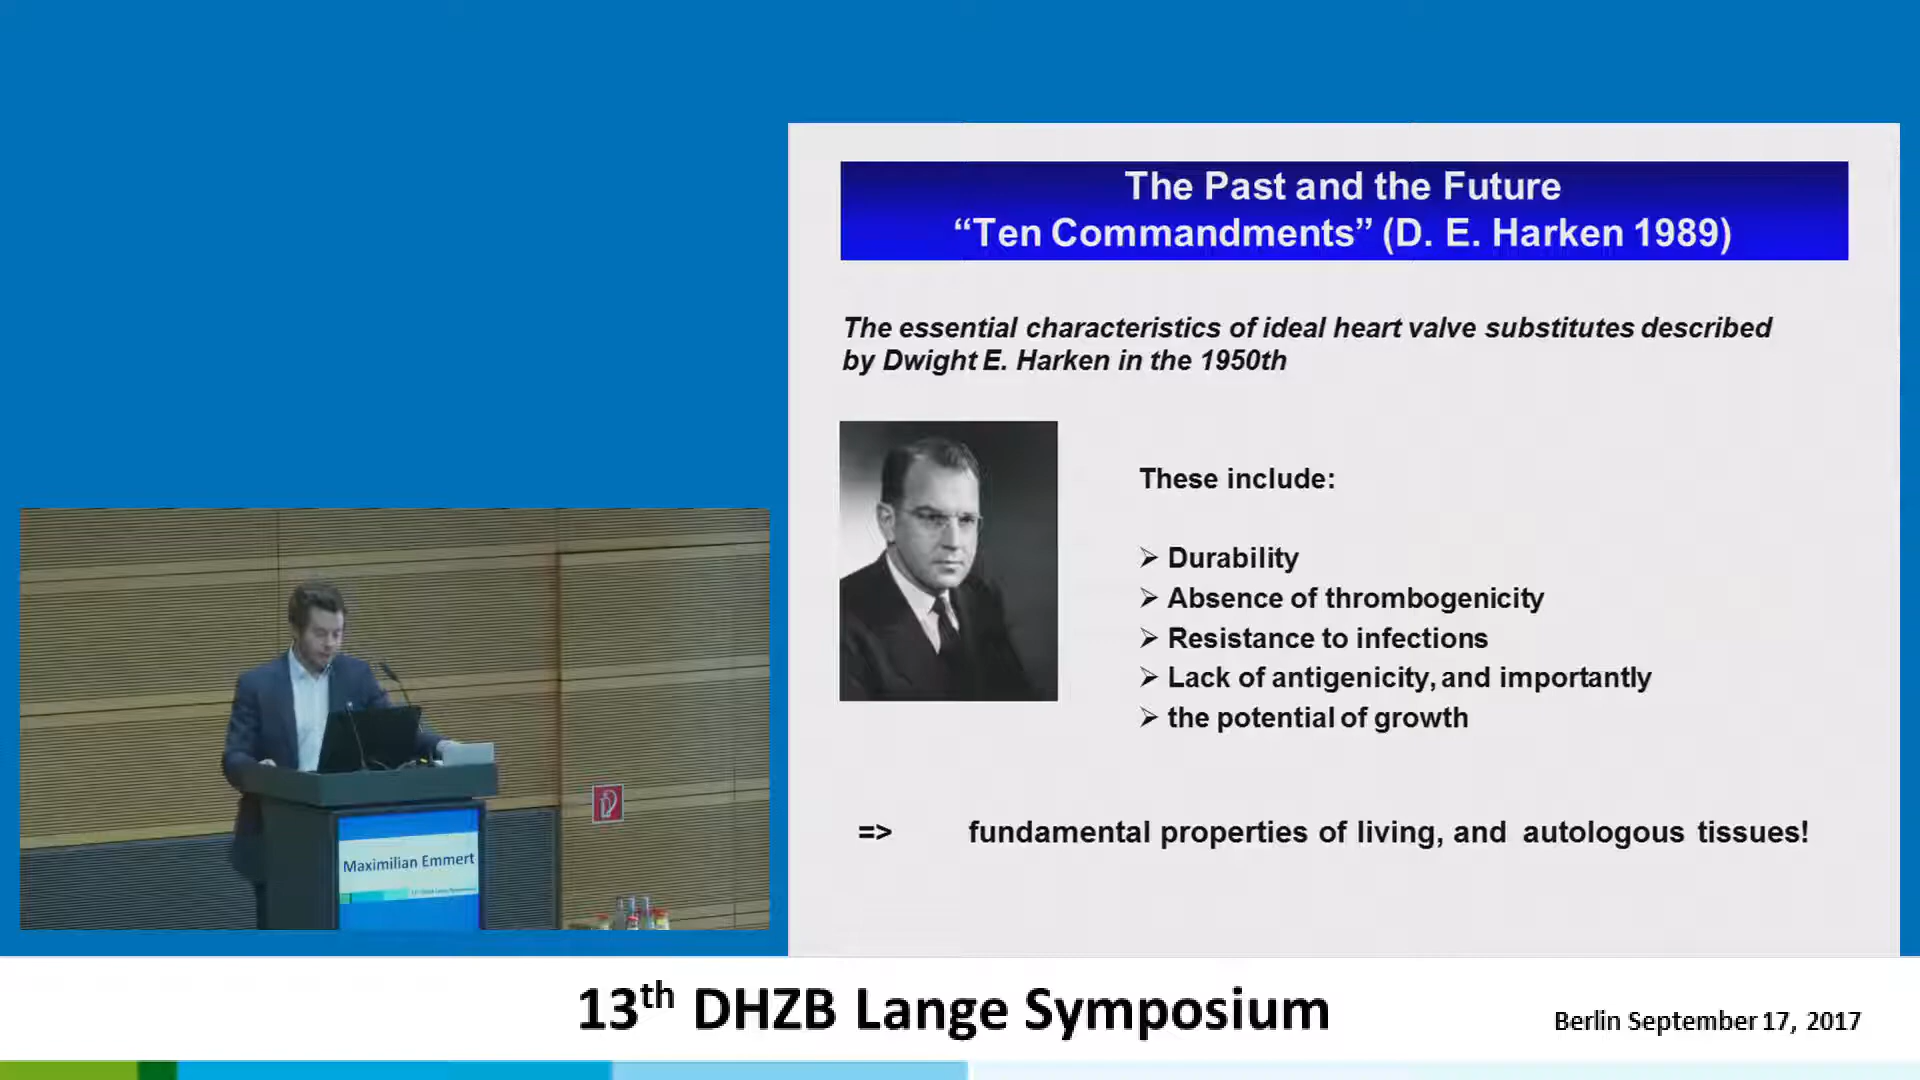 The Past and the Future
“Ten Commandments” (D. E. Harken 1989)
The essential characteristics of ideal heart valve substitutes described
by Dwight E. Harken in the 1950th
These include:
➢ Durability
➢ Absence of thrombogenicity
➢ Resistance to infections
➢ Lack of antigenicity, and importantly
➢ the potential of growth
=> fundamental properties of living, and autologous tissues!
Maximilian Emmert
13th DHZB Lange Symposium
Berlin September 17, 2017